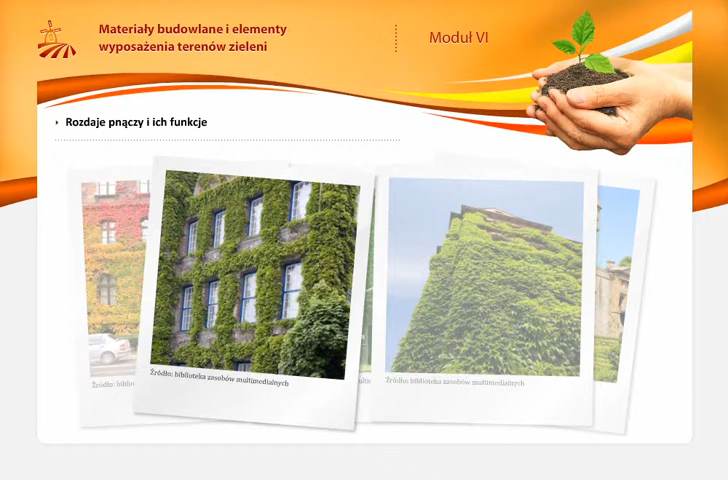 Materiały budowlane i elementy
wyposażenia terenów zieleni
Moduł VI
Rozdaje pnączy i ich funkcje
Źródło:
Źródło: biblioteka zasobów multimedialnych
Źródło: biblioteka zasobów multimedialnych